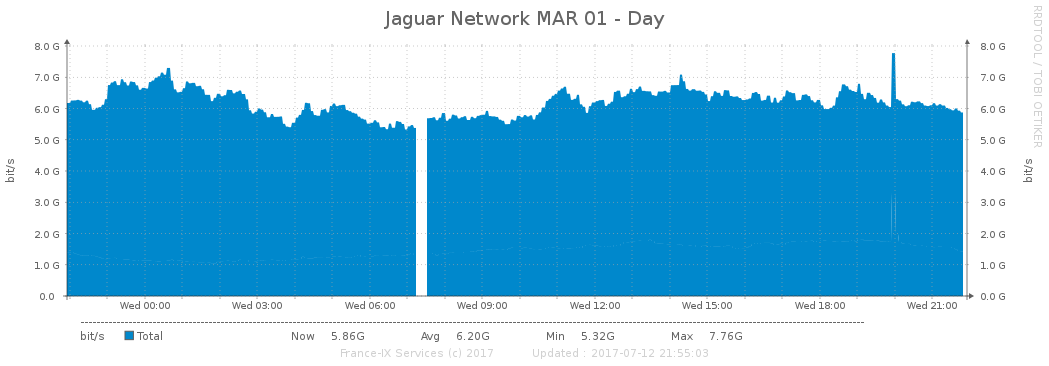 Jaguar Network MAR 01 - Day
RRDTOOL / TOBI OETIKER
bit/s
bit/s
8.0 G 8.0 G
7.0 G 7.0 G
6.0 G 6.0 G
5.0 G 5.0 G
4.0 G 4.0 G
3.0 G 3.0 G
2.0 G 2.0 G
1.0 G 1.0 G
0.0 0.0 G
Wed 00:00 Wed 03:00 Wed 06:00 Wed 09:00 Wed 12:00 Wed 15:00 Wed 18:00 Wed 21:00
bit/s Total Now 5.86G Avg 6.20G Min 5.32G Max 7.76G
France-IX Services (c) 2017 Updated : 2017-07-12 21:55:03